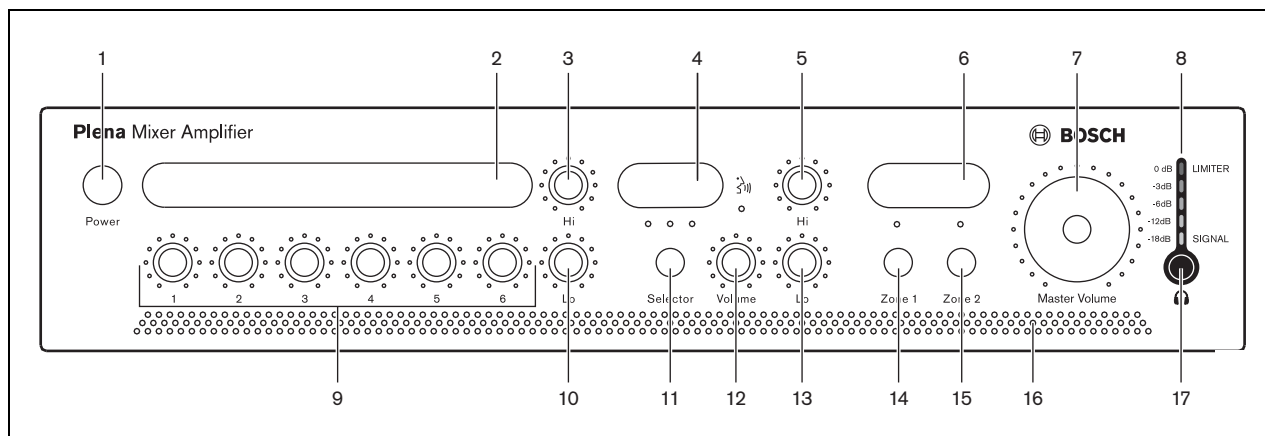 1 2 3 4 5 6 7 8
Plena Mixer Amplifier
BOSCH
0 dB LIMITER
-3dB
-6dB
-12dB
-18dB SIGNAL
Power
Hi
Hi
1 2 3 4 5 6
Lo
Selector
Volume
Lo
Zone 1
Zone 2
Master Volume
9 10 11 12 13 14 15 16 17